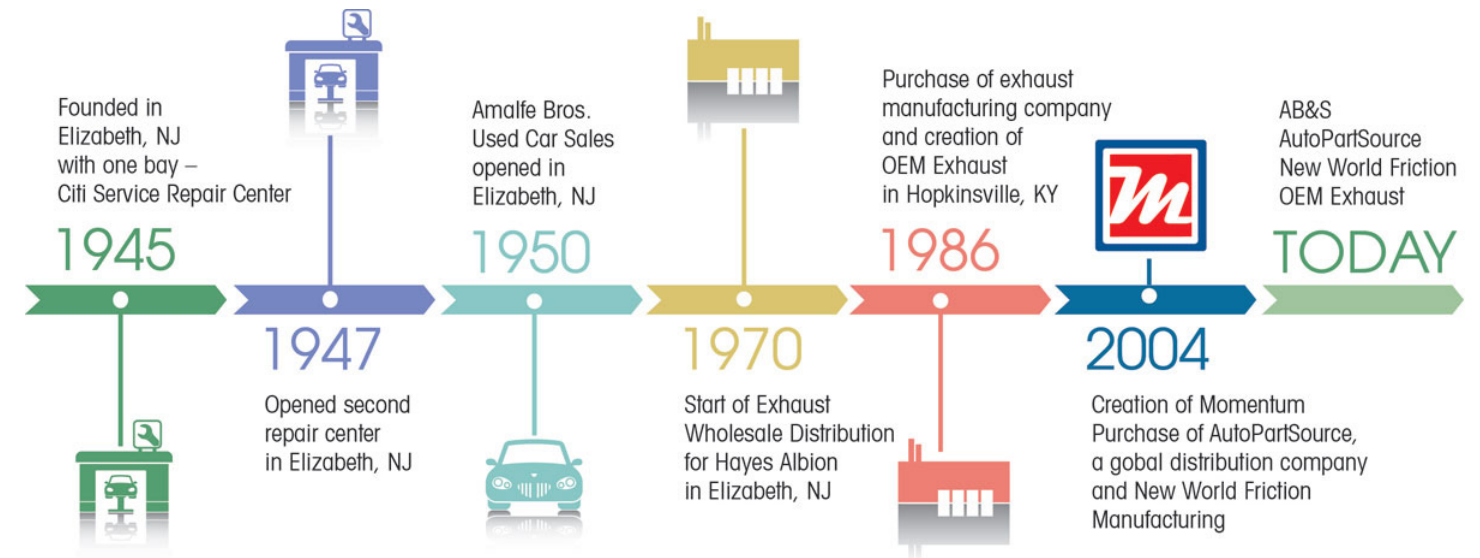 Founded in
Elizabeth, NJ
with one bay –
Citi Service Repair Center
1945
1947
Opened second
repair center
in Elizabeth, NJ
Amalfe Bros.
Used Car Sales
opened in
Elizabeth, NJ
1950
1970
Start of Exhaust
Wholesale Distribution
for Hayes Albion
in Elizabeth, NJ
Purchase of exhaust
manufacturing company
and creation of
OEM Exhaust
in Hopkinsville, KY
1986
m
2004
Creation of Momentum
Purchase of AutoPartSource,
a gobal distribution company
and New World Friction
Manufacturing
AB&S
AutoPartSource
New World Friction
OEM Exhaust
TODAY